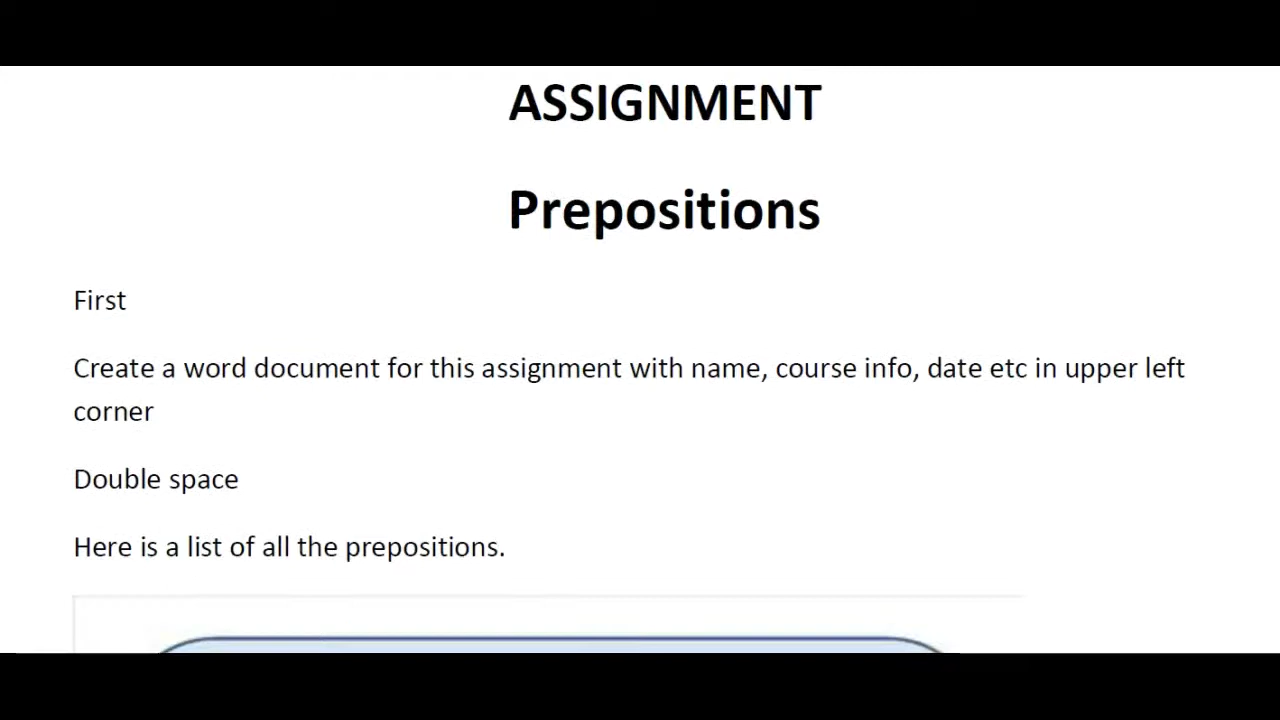 ASSIGNMENT
Prepositions
First
Create a word document for this assignment with name, course info, date etc in upper left
corner
Double space
Here is a list of all the prepositions.